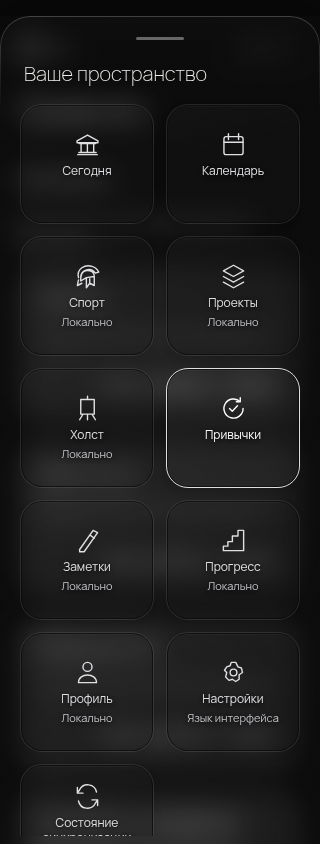 Ваше пространство
Сегодня
Календарь
Спорт
Локально
Проекты
Локально
Холст
Локально
Привычки
Заметки
Локально
Прогресс
Локально
Профиль
Локально
Настройки
Язык интерфейса
Состояние